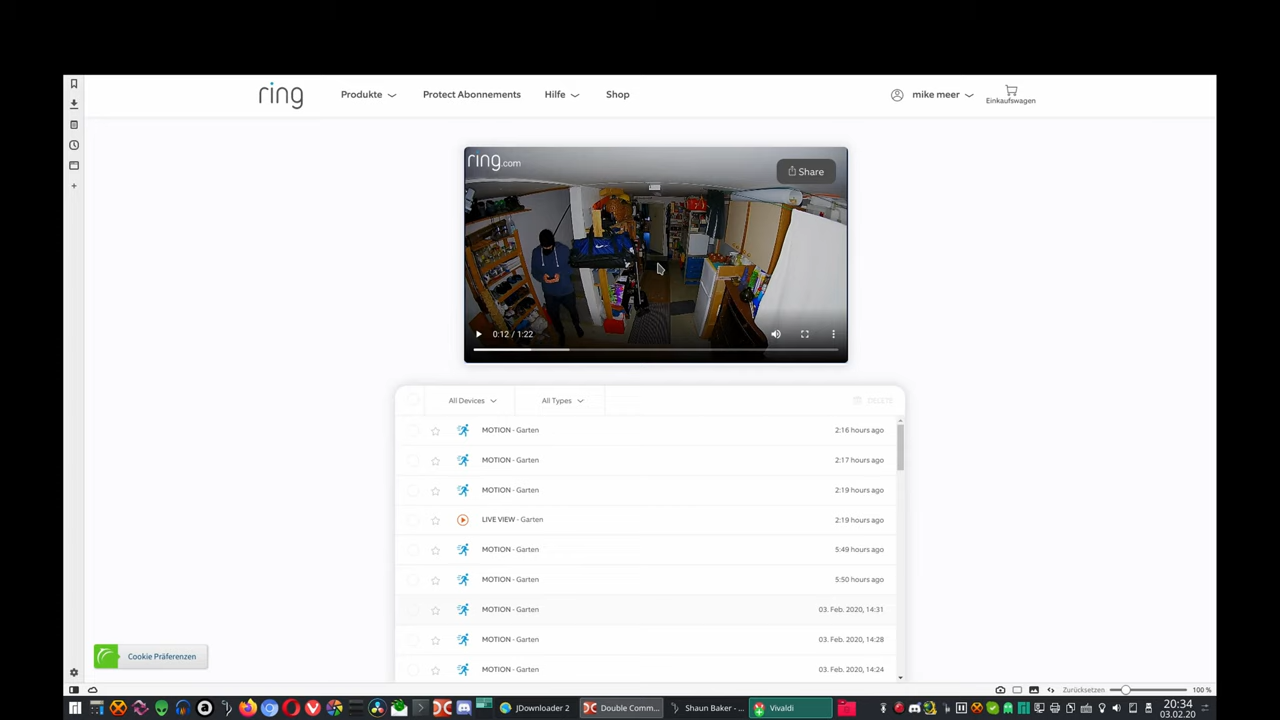 ring
Produkte
Protect Abonnements
Hilfe
Shop
mike meer
Einkaufswagen
ring.com
Share
0:12 / 1:22
All Devices
All Types
DELETE
MOTION - Garten
2:16 hours ago
MOTION - Garten
2:17 hours ago
MOTION - Garten
2:19 hours ago
LIVE VIEW - Garten
2:19 hours ago
MOTION - Garten
5:49 hours ago
MOTION - Garten
5:50 hours ago
MOTION - Garten
03. Feb. 2020, 14:31
MOTION - Garten
03. Feb. 2020, 14:28
MOTION - Garten
03. Feb. 2020, 14:24
Cookie Präferenzen
Zurücksetzen
100 %
JDownloader 2
Double Comm...
Shaun Baker - ...
Vivaldi
20:34
03.02.20